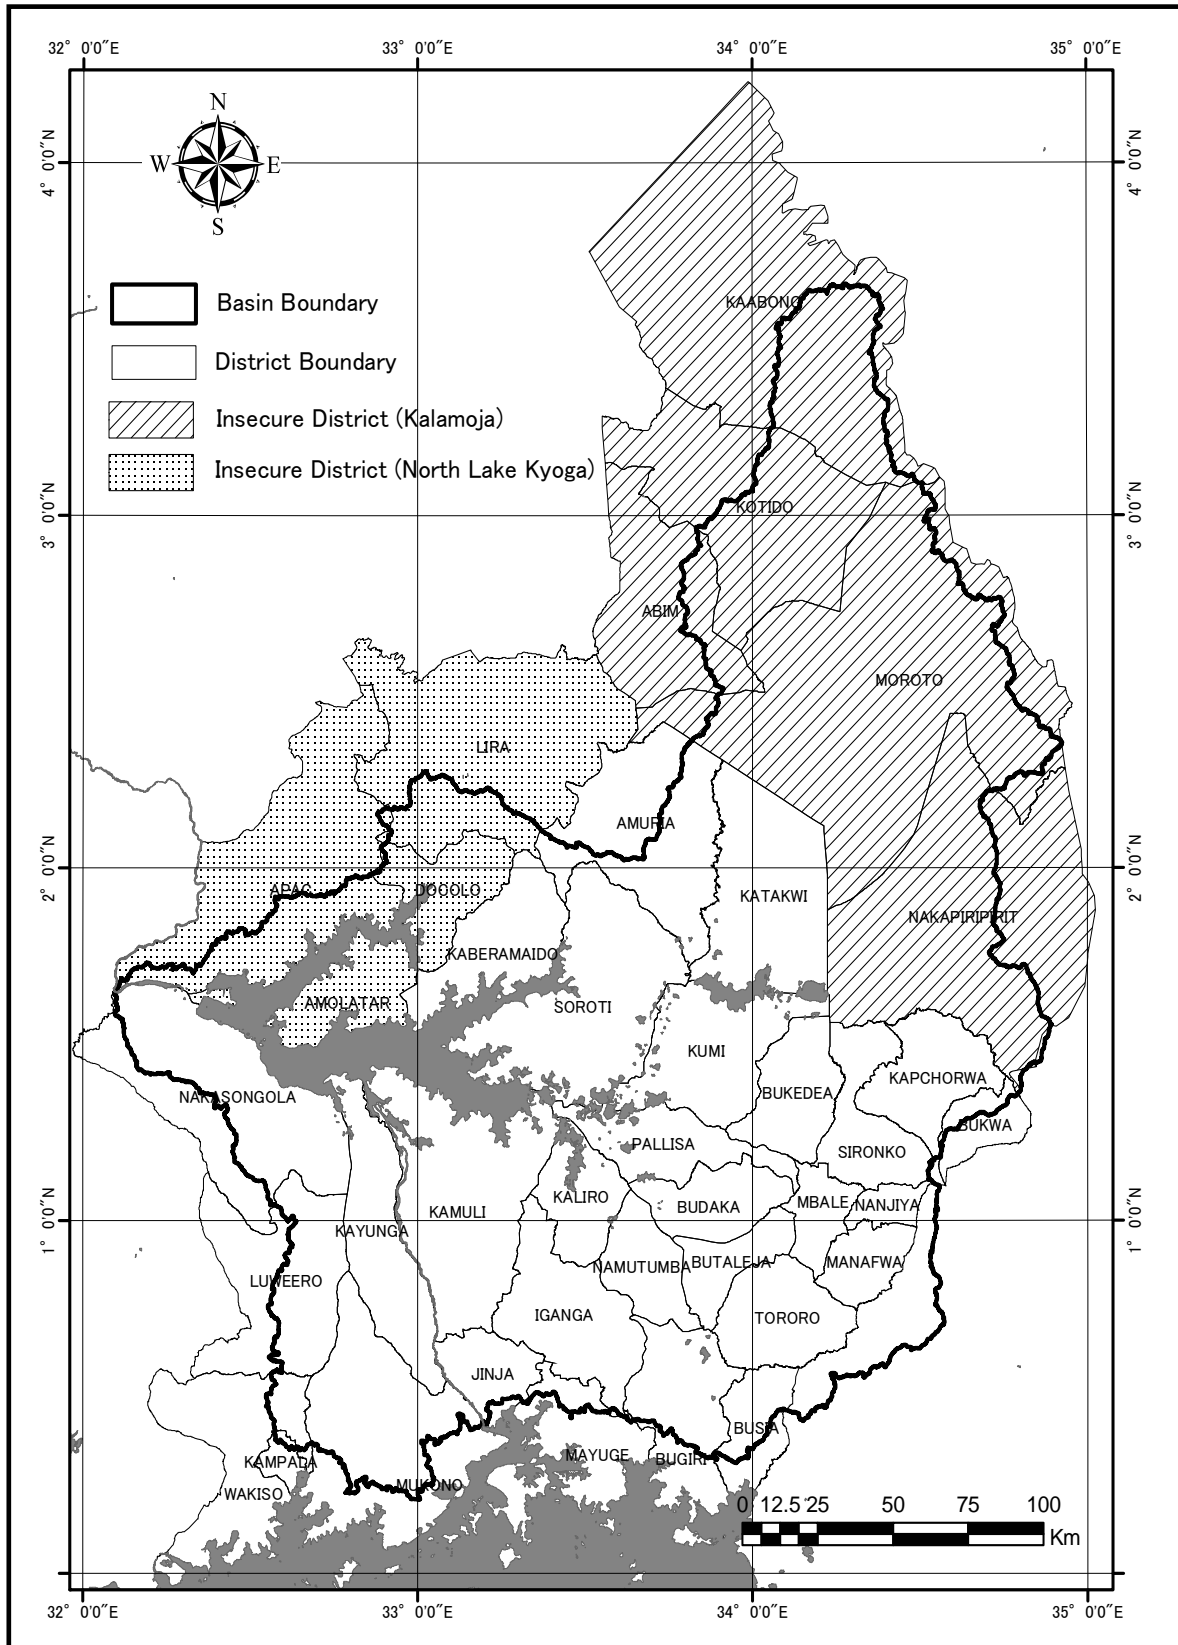 32° 0'0"E 33° 0'0"E 34° 0'0"E 35° 0'0"E
N
W E
S
4° 0'0"N 4° 0'0"N
Basin Boundary
District Boundary
Insecure District (Kalamoja)
Insecure District (North Lake Kyoga)
KAABONG
3° 0'0"N 3° 0'0"N
KOTIDO
ABIM
MOROTO
LIRA
AMURIA
2° 0'0"N 2° 0'0"N
APAC DOCOLO KATAKWI
NAKAPIRIPIRIT
KABERAMAIDO
AMOLATAR SOROTI
KUMI
KAPCHORWA
NAKASONGOLA BUKEDEA
BUKWA
PALLISA SIRONKO
KALIRO BUDAKA MBALE NANJIYA
KAMULI
1° 0'0"N 1° 0'0"N
KAYUNGA
NAMUTUMBA BUTALEJA MANAFWA
LUWEERO
IGANGA TORORO
JINJA
BUSIA
KAMPADA MAYUGE BUGIRI
WAKISO MUKONO
0 12.5 25 50 75 100
Km
32° 0'0"E 33° 0'0"E 34° 0'0"E 35° 0'0"E